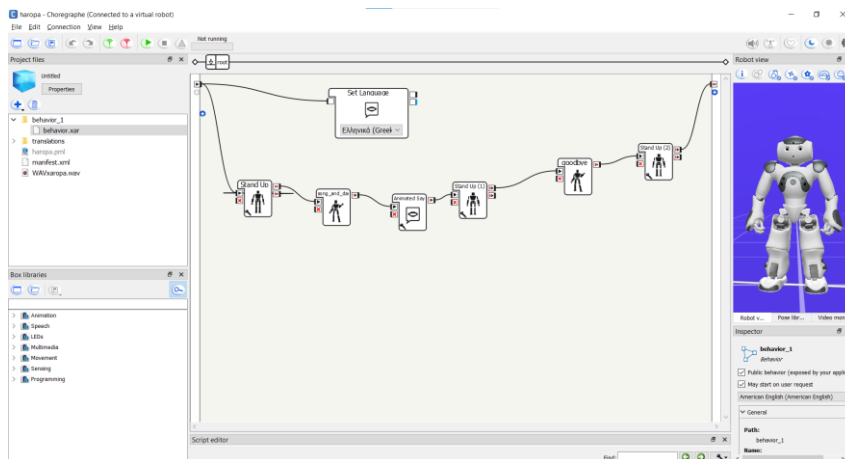 haropa - Choregraphe (Connected to a virtual robot)
File Edit Connection View Help
Not running
Project files
Untitled
Properties
behavior_1
behavior.xar
translations
haropa.pml
manifest.xml
WAVxaropa.wav
Box libraries
Animation
Speech
LEDs
Multimedia
Movement
Sensing
Programming
root
Set Language
Ελληνικά (Greek
Stand Up
Animated Say
Stand Up (1)
goodbye
Stand Up (2)
Script editor
Find:
Robot view
Robot v... Pose libr... Video mon
Inspector
behavior_1
Behavior
Public behavior (exposed by your appli
May start on user request
American English (American English)
General
Path:
behavior_1
Name: